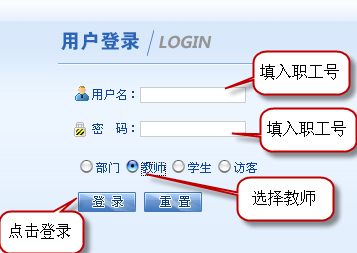 用户登录 LOGIN
填入职工号
用户名：
密 码： 填入职工号
部门 教师 学生 访客
登 录 重 置 选择教师
点击登录